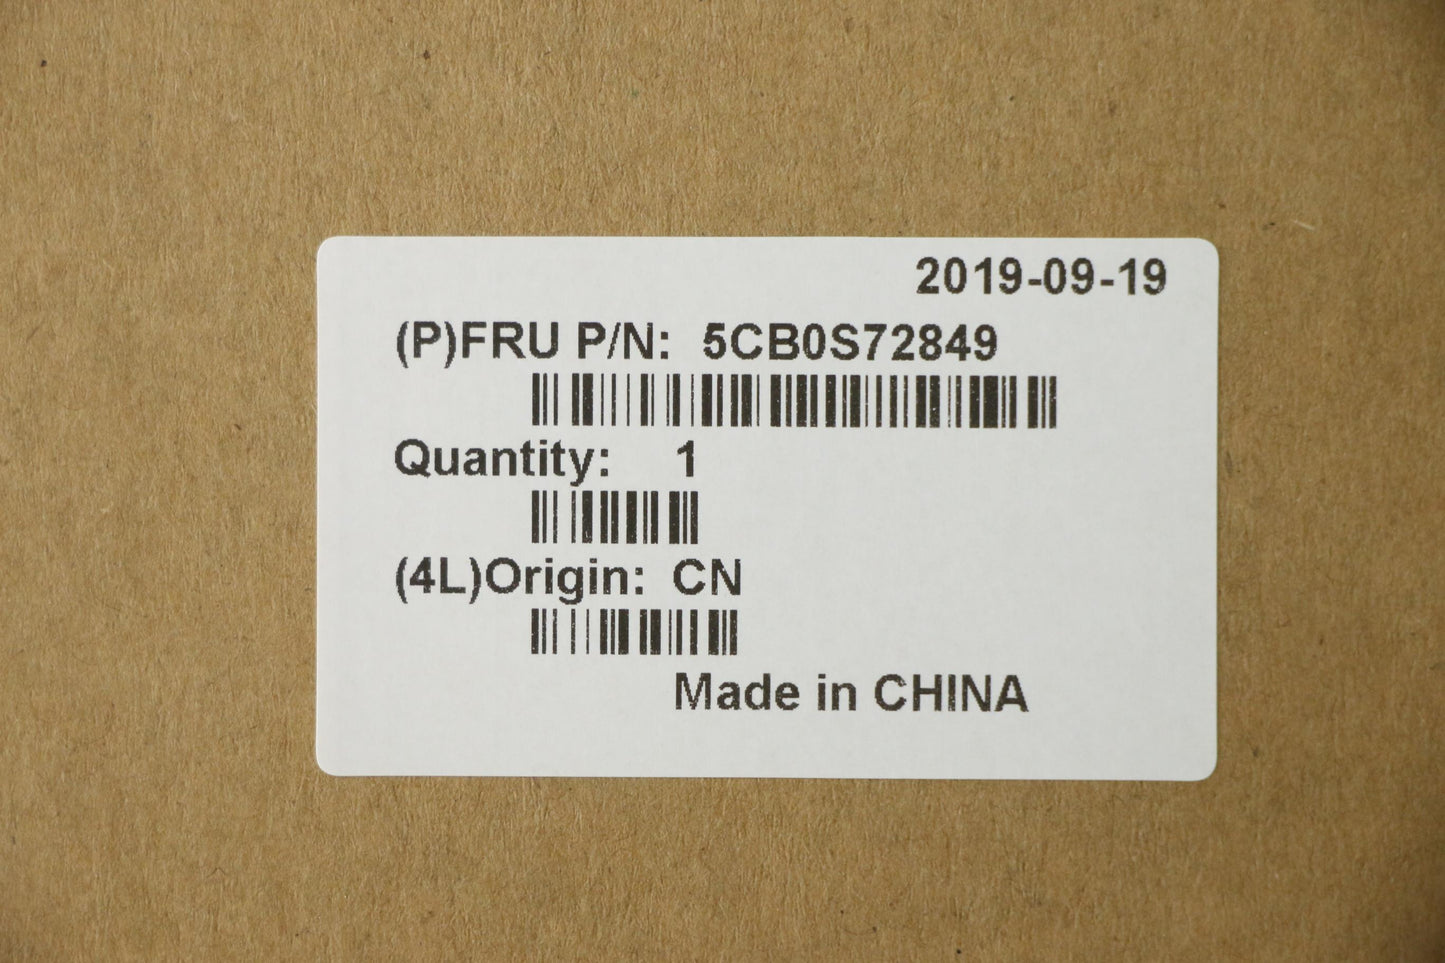 2019-09-19
(P)FRU P/N: 5CB0S72849
Quantity: 1
(4L)Origin: CN
Made in CHINA